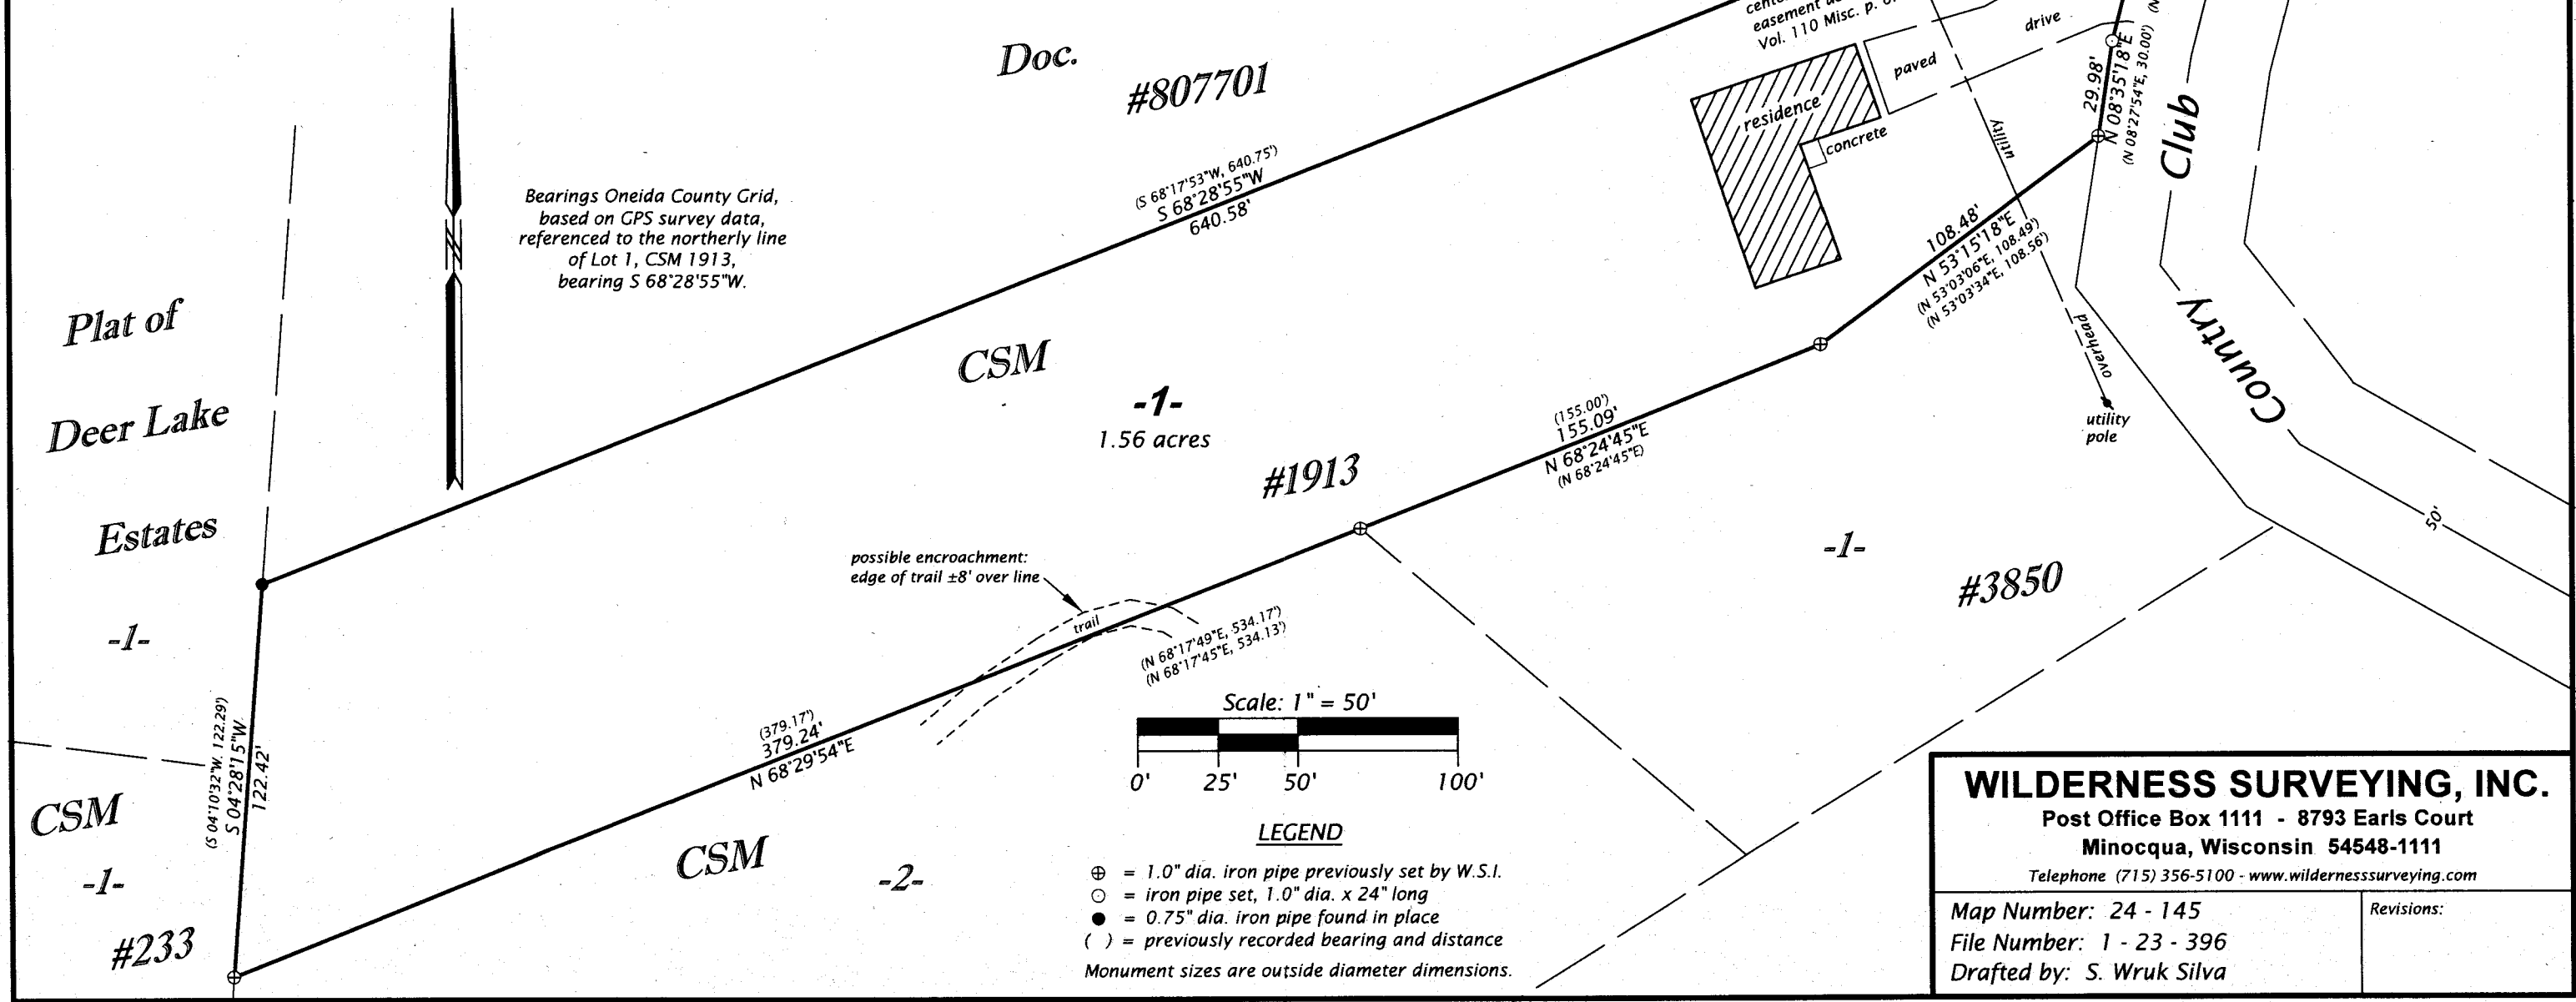 Doc.
#807701
easement
Vol. 110 Misc. p.
drive
paved
residence
concrete
utility
29.98'
N 08°35'18"E
(N 08°27'54"E, 30.00')
Club
Country
Bearings Oneida County Grid,
based on GPS survey data,
referenced to the northerly line
of Lot 1, CSM 1913,
bearing S 68°28'55"W.
(S 68°17'53"W, 640.75')
S 68°28'55"W
640.58'
108.48'
N 53°15'18"E
(N 53°03'06"E, 108.49')
(N 53°03'34"E, 108.56')
overhead
utility
pole
Plat of
Deer Lake
Estates
-1-
CSM
-1-
1.56 acres
#1913
(155.00')
155.09'
N 68°24'45"E
(N 68°24'45"E)
-1-
#3850
50'
possible encroachment:
edge of trail ±8' over line
trail
(N 68°17'49"E, 534.17')
(N 68°17'45"E, 534.13')
(379.17')
379.24'
N 68°29'54"E
(S 04°10'32"W, 122.29')
S 04°28'15"W
122.42'
CSM
-1-
#233
CSM
-2-
Scale: 1" = 50'
0' 25' 50' 100'
LEGEND
⊕ = 1.0" dia. iron pipe previously set by W.S.I.
⊙ = iron pipe set, 1.0" dia. x 24" long
● = 0.75" dia. iron pipe found in place
( ) = previously recorded bearing and distance
Monument sizes are outside diameter dimensions.
WILDERNESS SURVEYING, INC.
Post Office Box 1111 - 8793 Earls Court
Minocqua, Wisconsin 54548-1111
Telephone (715) 356-5100 - www.wildernesssurveying.com
Map Number: 24 - 145
File Number: 1 - 23 - 396
Drafted by: S. Wruk Silva
Revisions: